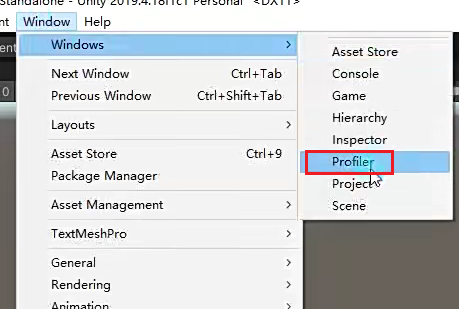 Standalone - Unity 2019.4.18f1c1 Personal <DX11>
nt Window Help
Windows >
Next Window Ctrl+Tab
Previous Window Ctrl+Shift+Tab
Layouts >
Asset Store Ctrl+9
Package Manager
Asset Management >
TextMeshPro >
General >
Rendering >
Animation >
Asset Store
Console
Game
Hierarchy
Inspector
Profiler
Project
Scene
0